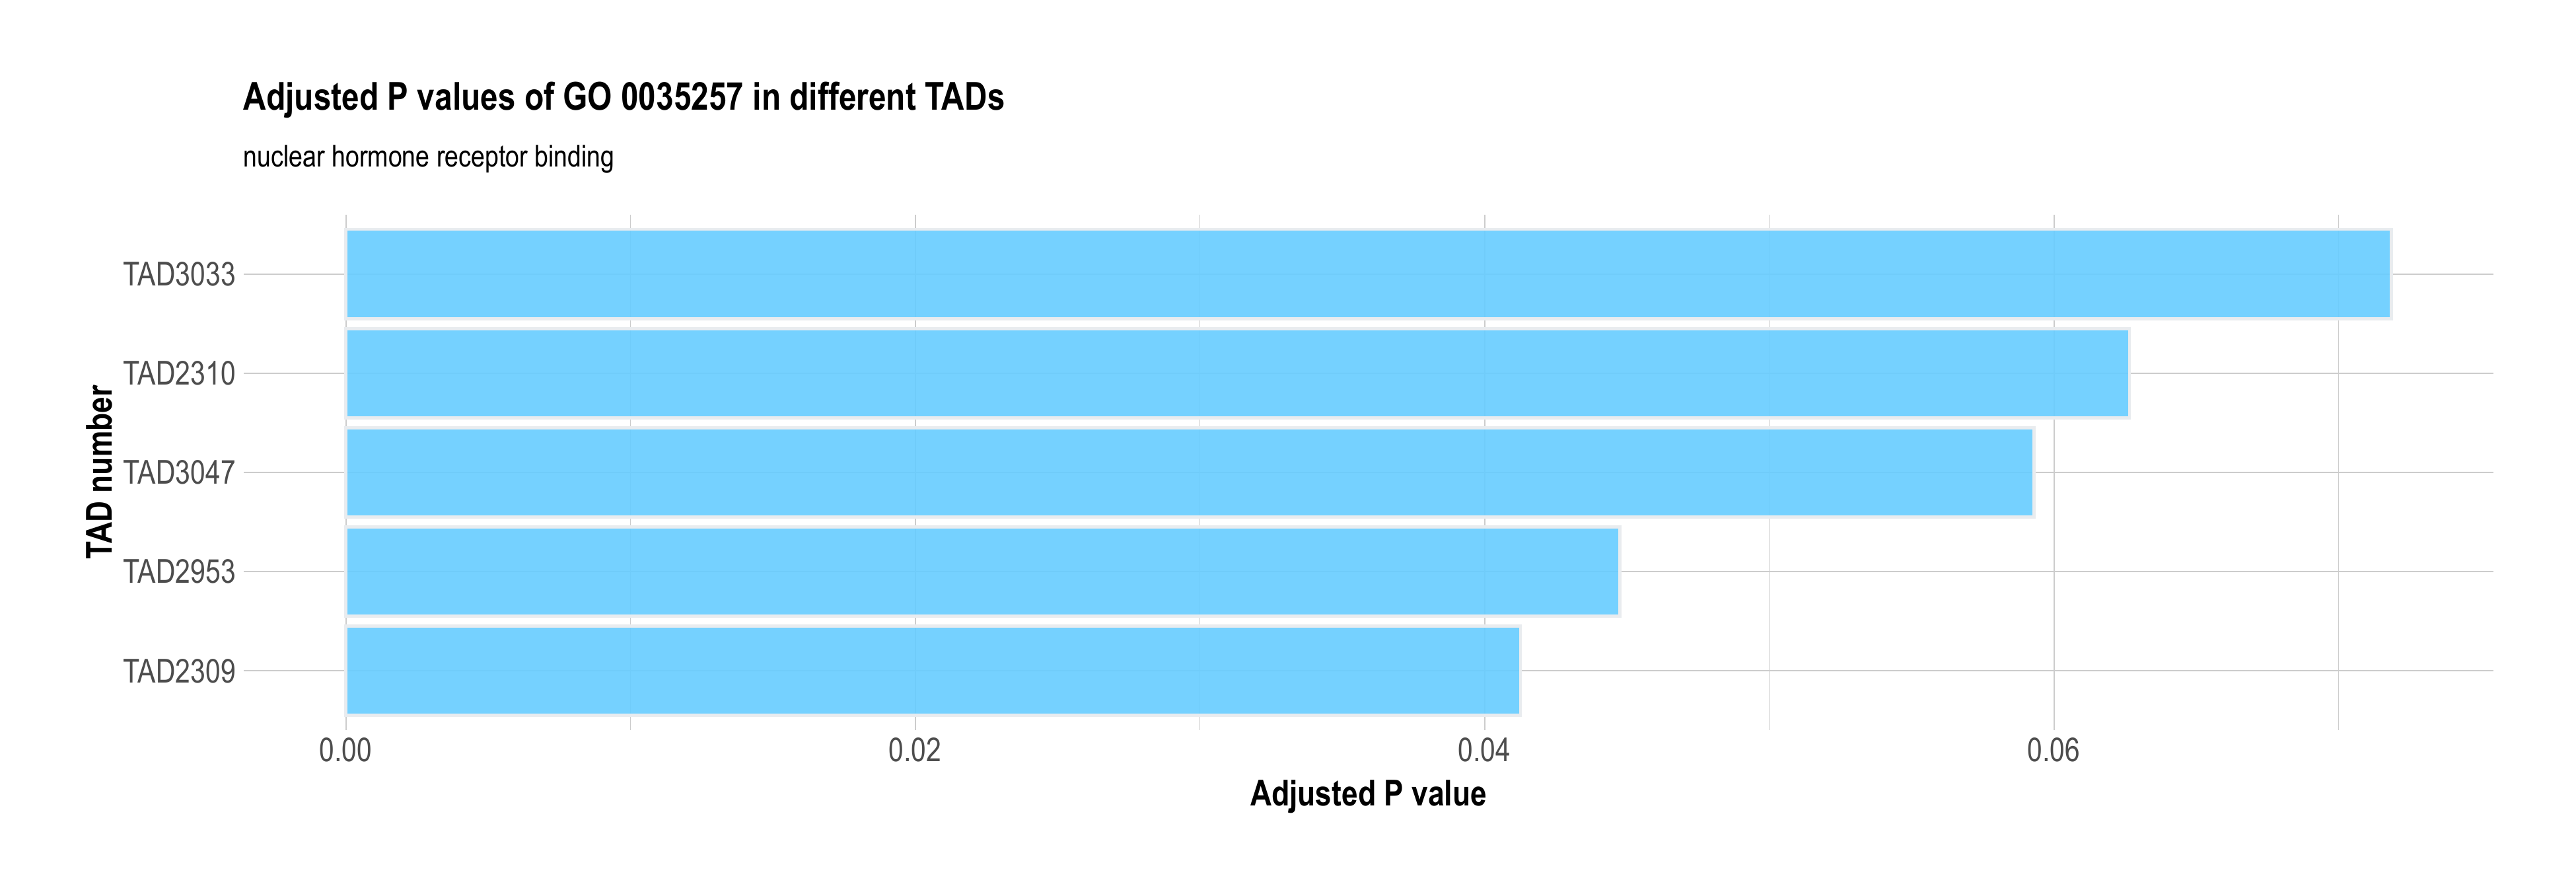 Adjusted P values of GO 0035257 in different TADs
nuclear hormone receptor binding
TAD number
TAD3033
TAD2310
TAD3047
TAD2953
TAD2309
0.00 0.02 0.04 0.06
Adjusted P value